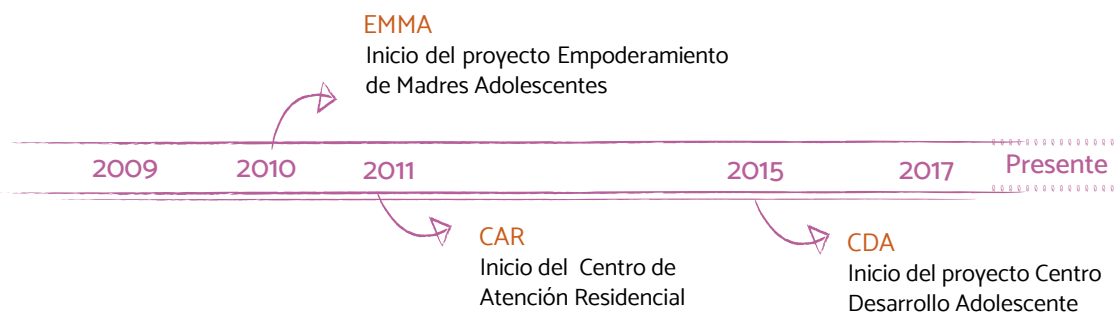 EMMA
Inicio del proyecto Empoderamiento
de Madres Adolescentes
2009 2010 2011 2015 2017 Presente
CAR
Inicio del Centro de
Atención Residencial
CDA
Inicio del proyecto Centro
Desarrollo Adolescente